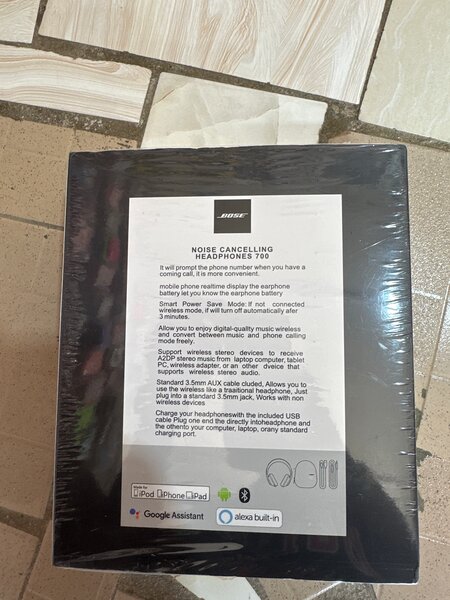 BOSE
NOISE CANCELLING
HEADPHONES 700
It will prompt the phone number when you have a
coming call, it is more convenient.
mobile phone realtime display the earphone
battery let you know the earphone battery
Smart Power Save Mode: If not connected
wireless mode, if will turn off automatically afer
3 minutes.
Allow you to enjoy digital-quality music wireless
and convert between music and phone calling
mode freely.
Support wireless stereo devices to receive
A2DP stereo music from laptop computer, tablet
PC, wireless adapter, or an other dveice that
supports wireless stereo audio.
Standard 3.5mm AUX cable cluded, Allows you to
use the wireless like a traaitional headphone, Just
plug into a standard 3.5mm jack, Works with non
wireless devices
Charge your headphoneswith the included USB
cable Plug one end the directly intoheadphone and
the othento your computer, laptop, orany standard
charging port.
Made for
iPod iPhone iPad
Google Assistant
alexa built-in